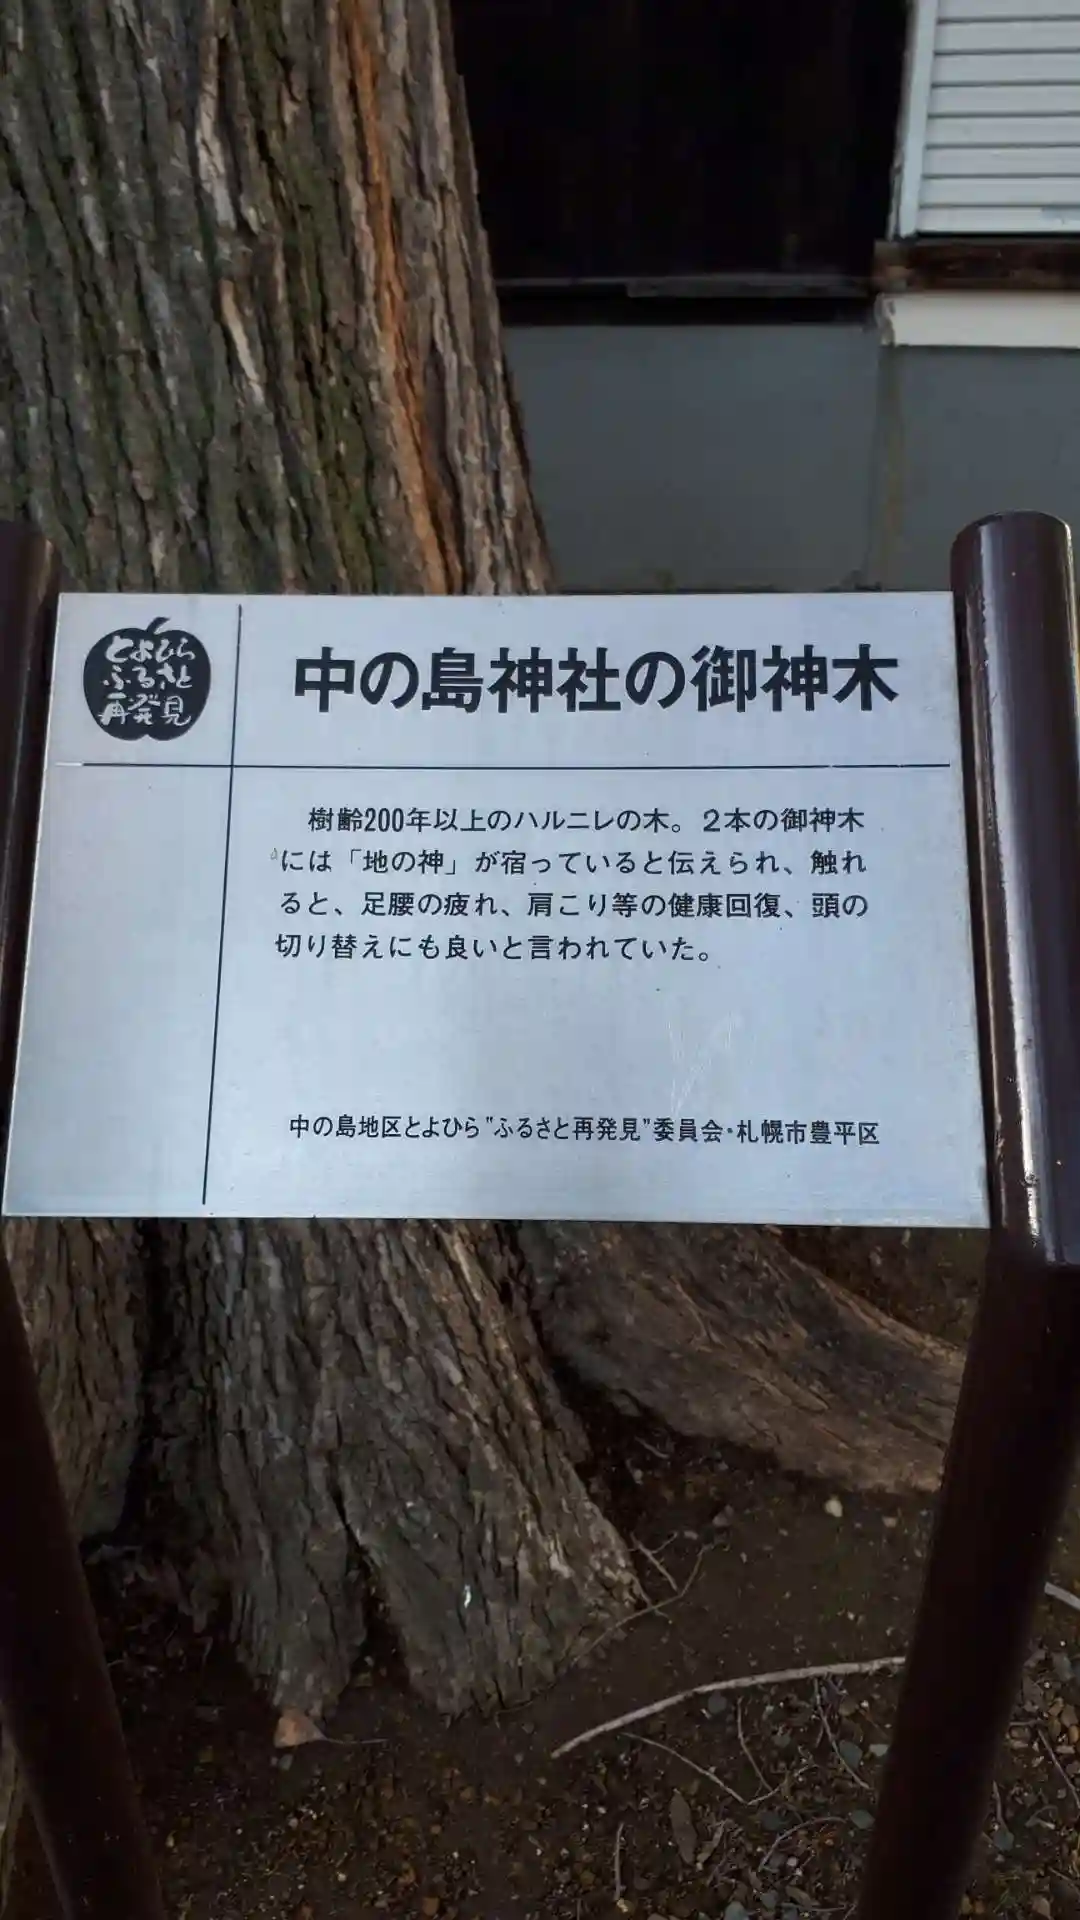 とよひら
ふるさと
再発見
中の島神社の御神木
樹齢200年以上のハルニレの木。2本の御神木
には「地の神」が宿っていると伝えられ、触れ
ると、足腰の疲れ、肩こり等の健康回復、頭の
切り替えにも良いと言われていた。
中の島地区とよひら"ふるさと再発見"委員会・札幌市豊平区